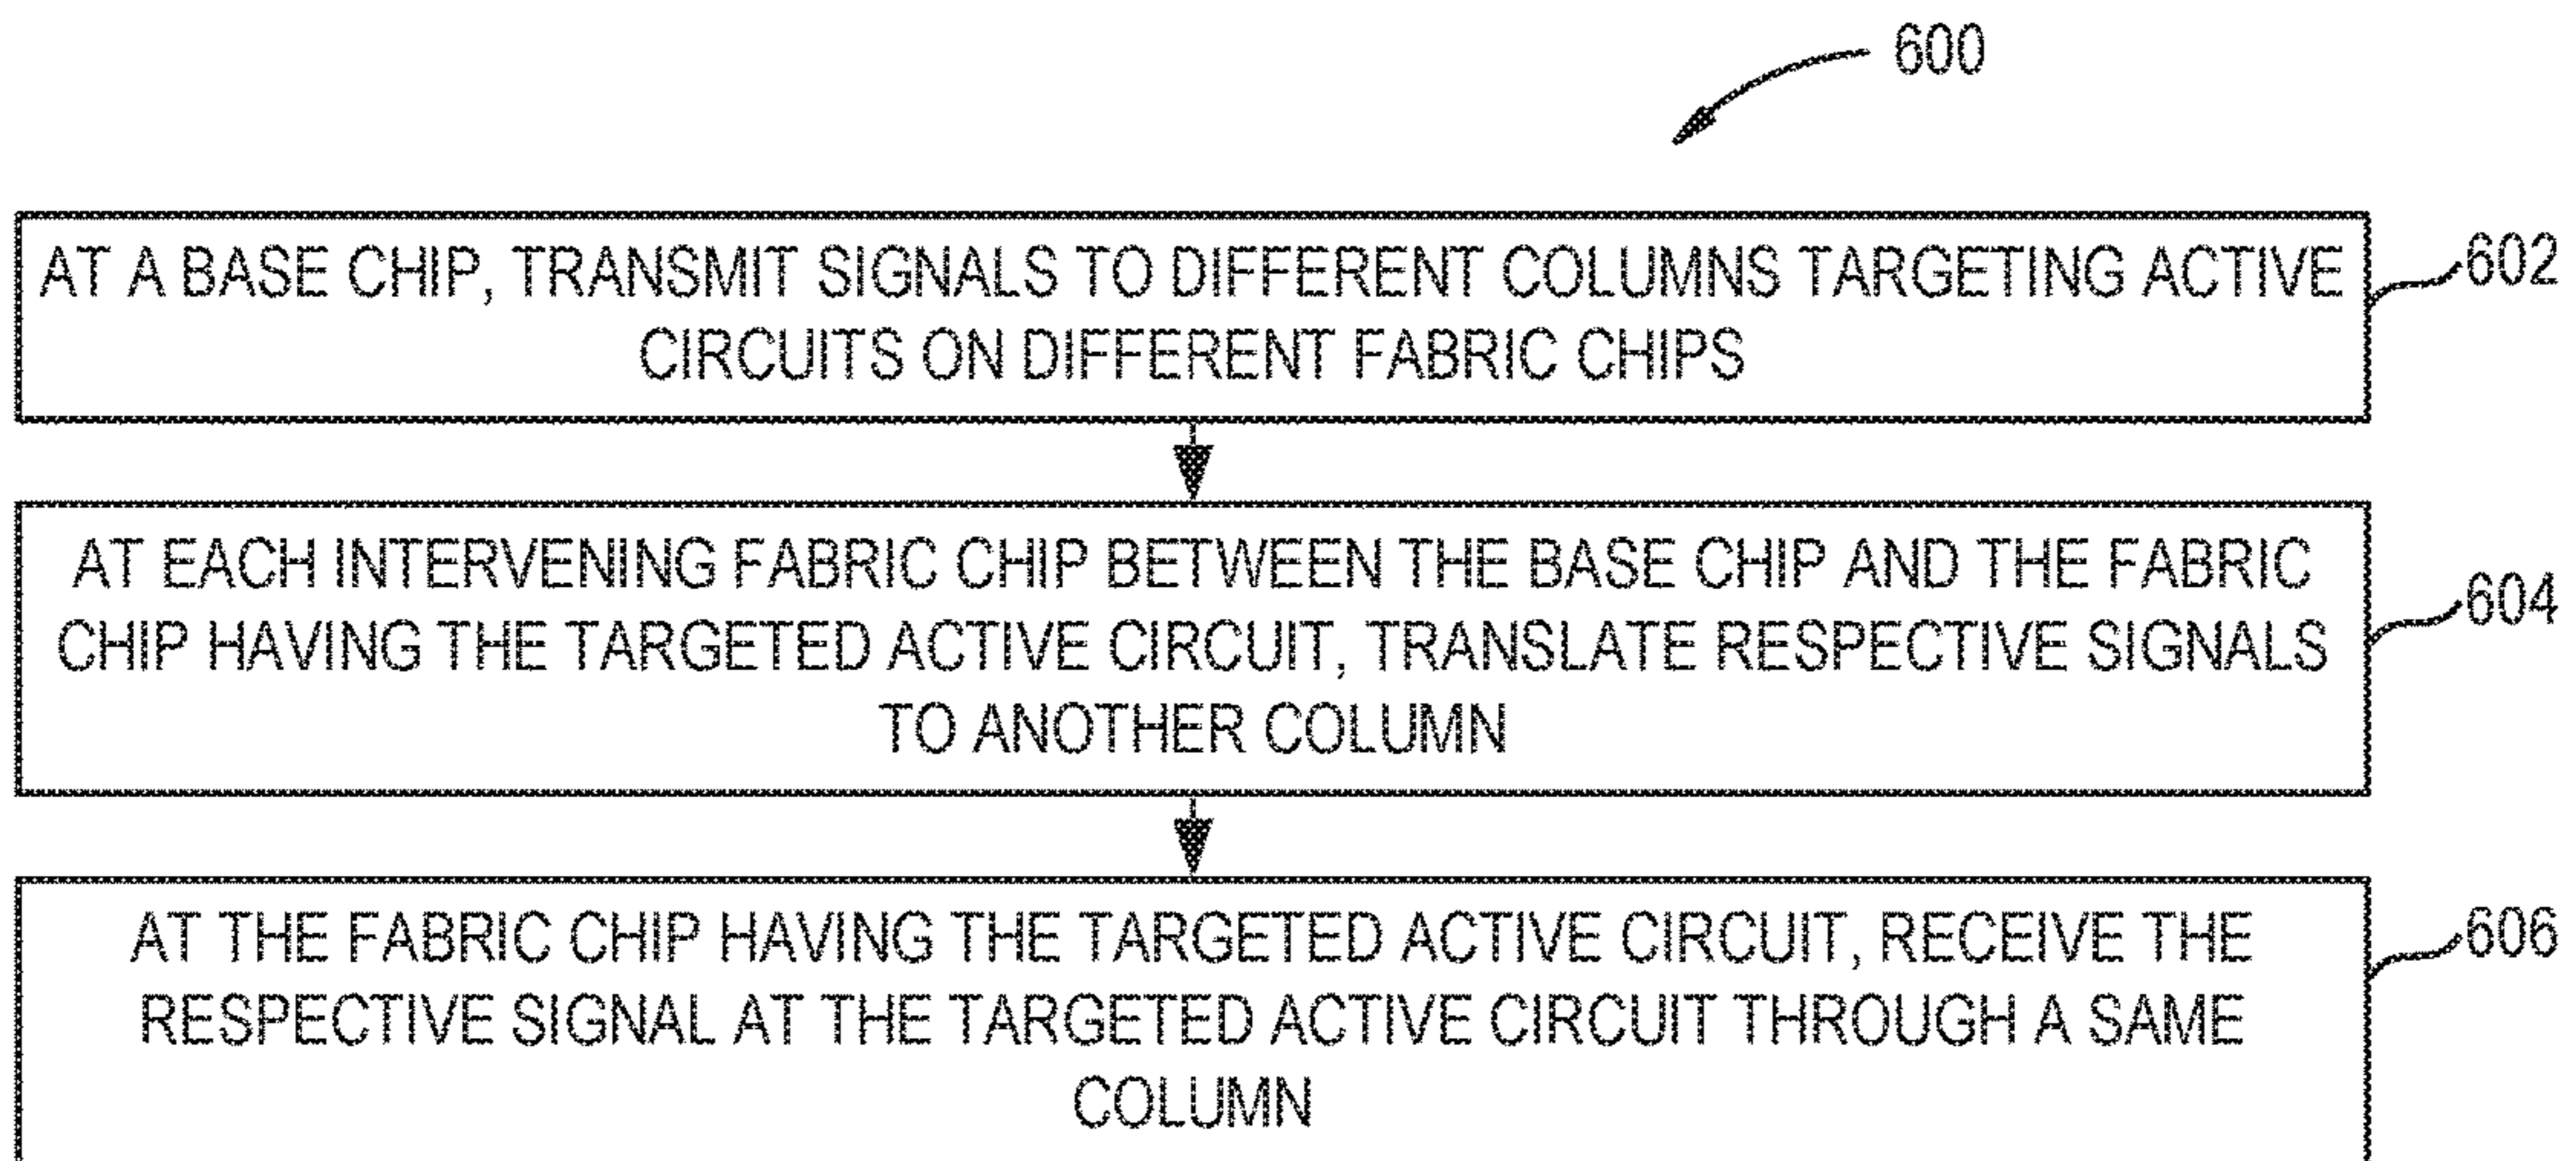 600
AT A BASE CHIP, TRANSMIT SIGNALS TO DIFFERENT COLUMNS TARGETING ACTIVE
CIRCUITS ON DIFFERENT FABRIC CHIPS
602
AT EACH INTERVENING FABRIC CHIP BETWEEN THE BASE CHIP AND THE FABRIC
CHIP HAVING THE TARGETED ACTIVE CIRCUIT, TRANSLATE RESPECTIVE SIGNALS
TO ANOTHER COLUMN
604
AT THE FABRIC CHIP HAVING THE TARGETED ACTIVE CIRCUIT, RECEIVE THE
RESPECTIVE SIGNAL AT THE TARGETED ACTIVE CIRCUIT THROUGH A SAME
COLUMN
606